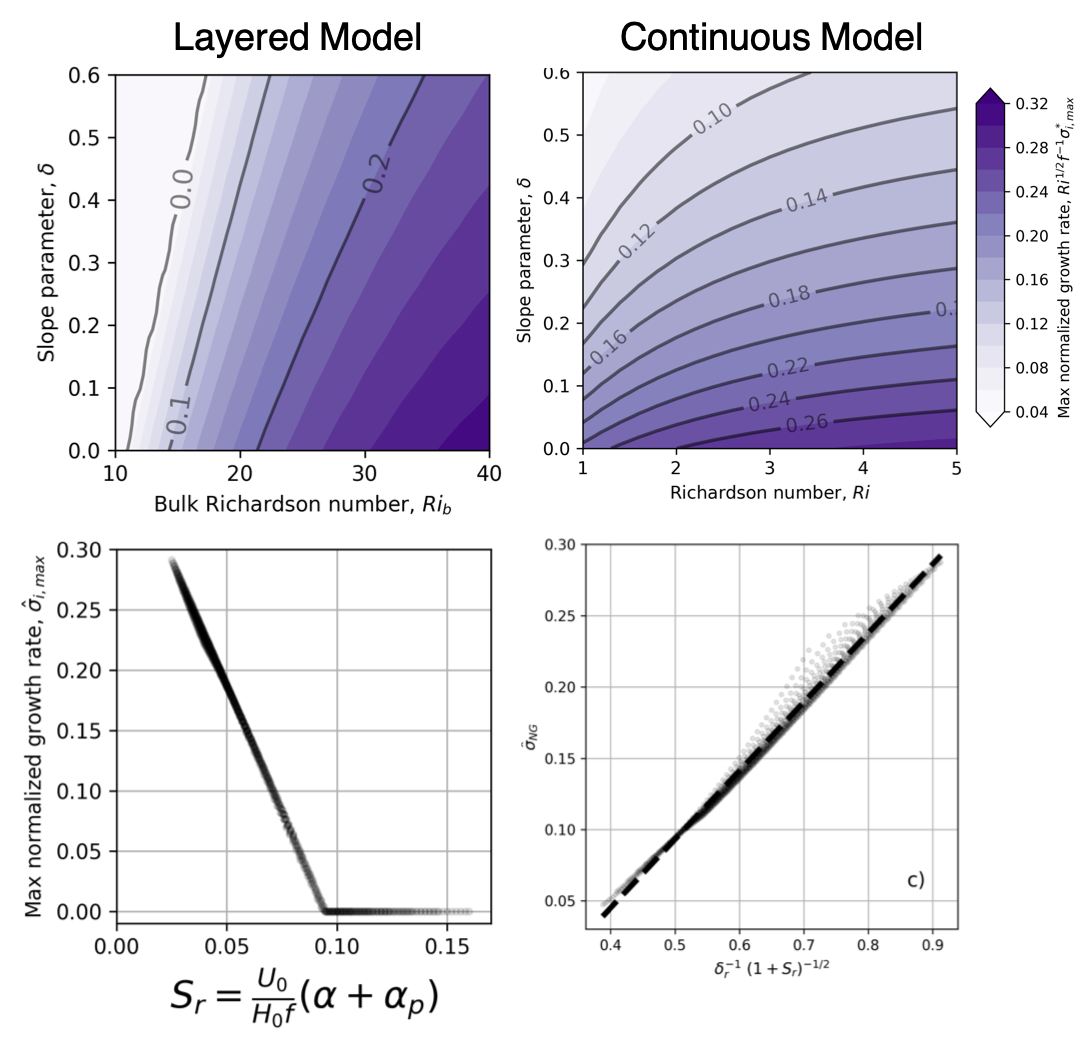 Layered Model
Continuous Model
0.6
0.5
0.4
0.3
0.2
0.1
0.0
Slope parameter, δ
0.0
0.1
0.2
10 20 30 40
Bulk Richardson number, Ri_b
0.6
0.5
0.4
0.3
0.2
0.1
0.0
Slope parameter, δ
0.10
0.12
0.14
0.16
0.18
0.22
0.24
0.26
1 2 3 4 5
Richardson number, Ri
0.32
0.28
0.24
0.20
0.16
0.12
0.08
0.04
Max normalized growth rate, Ri^{1/2}f^{-1}σ^*_{i,max}
0.30
0.25
0.20
0.15
0.10
0.05
0.00
Max normalized growth rate, σ̂_{i,max}
0.00 0.05 0.10 0.15
S_r = \frac{U_0}{H_0 f}(α + α_p)
0.30
0.25
0.20
0.15
0.10
0.05
σ̂_{NG}
c)
0.4 0.5 0.6 0.7 0.8 0.9
δ_r^{-1} (1 + S_r)^{-1/2}